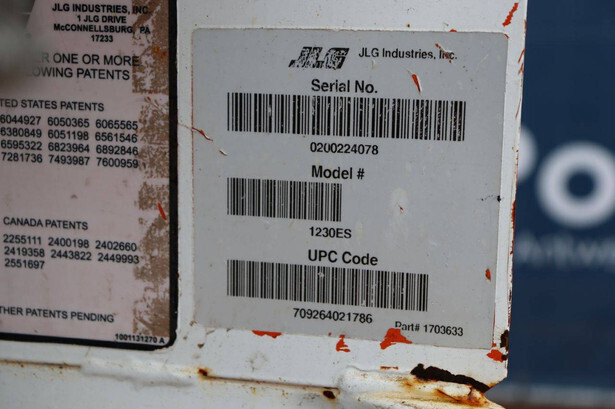 JLG INDUSTRIES, INC.
1 JLG DRIVE
McCONNELLSBURG, PA
17233
R ONE OR MORE
OWING PATENTS
TED STATES PATENTS
6044927 6050365 6065565
6380849 6051198 6561546
6595322 6823964 6892846
7281736 7493987 7600959
CANADA PATENTS
2255111 2400198 2402660
2419358 2443822 2449993
2551697
THER PATENTS PENDING
1001131270 A
JLG JLG Industries, Inc.
Serial No.
0200224078
Model #
1230ES
UPC Code
709264021786
Part# 1703633